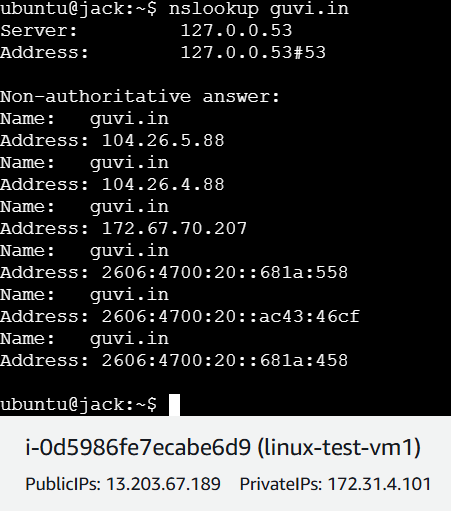 ubuntu@jack:~$ nslookup guvi.in
Server:         127.0.0.53
Address:        127.0.0.53#53

Non-authoritative answer:
Name:   guvi.in
Address: 104.26.5.88
Name:   guvi.in
Address: 104.26.4.88
Name:   guvi.in
Address: 172.67.70.207
Name:   guvi.in
Address: 2606:4700:20::681a:558
Name:   guvi.in
Address: 2606:4700:20::ac43:46cf
Name:   guvi.in
Address: 2606:4700:20::681a:458

ubuntu@jack:~$
i-0d5986fe7ecabe6d9 (linux-test-vm1)
PublicIPs: 13.203.67.189    PrivateIPs: 172.31.4.101